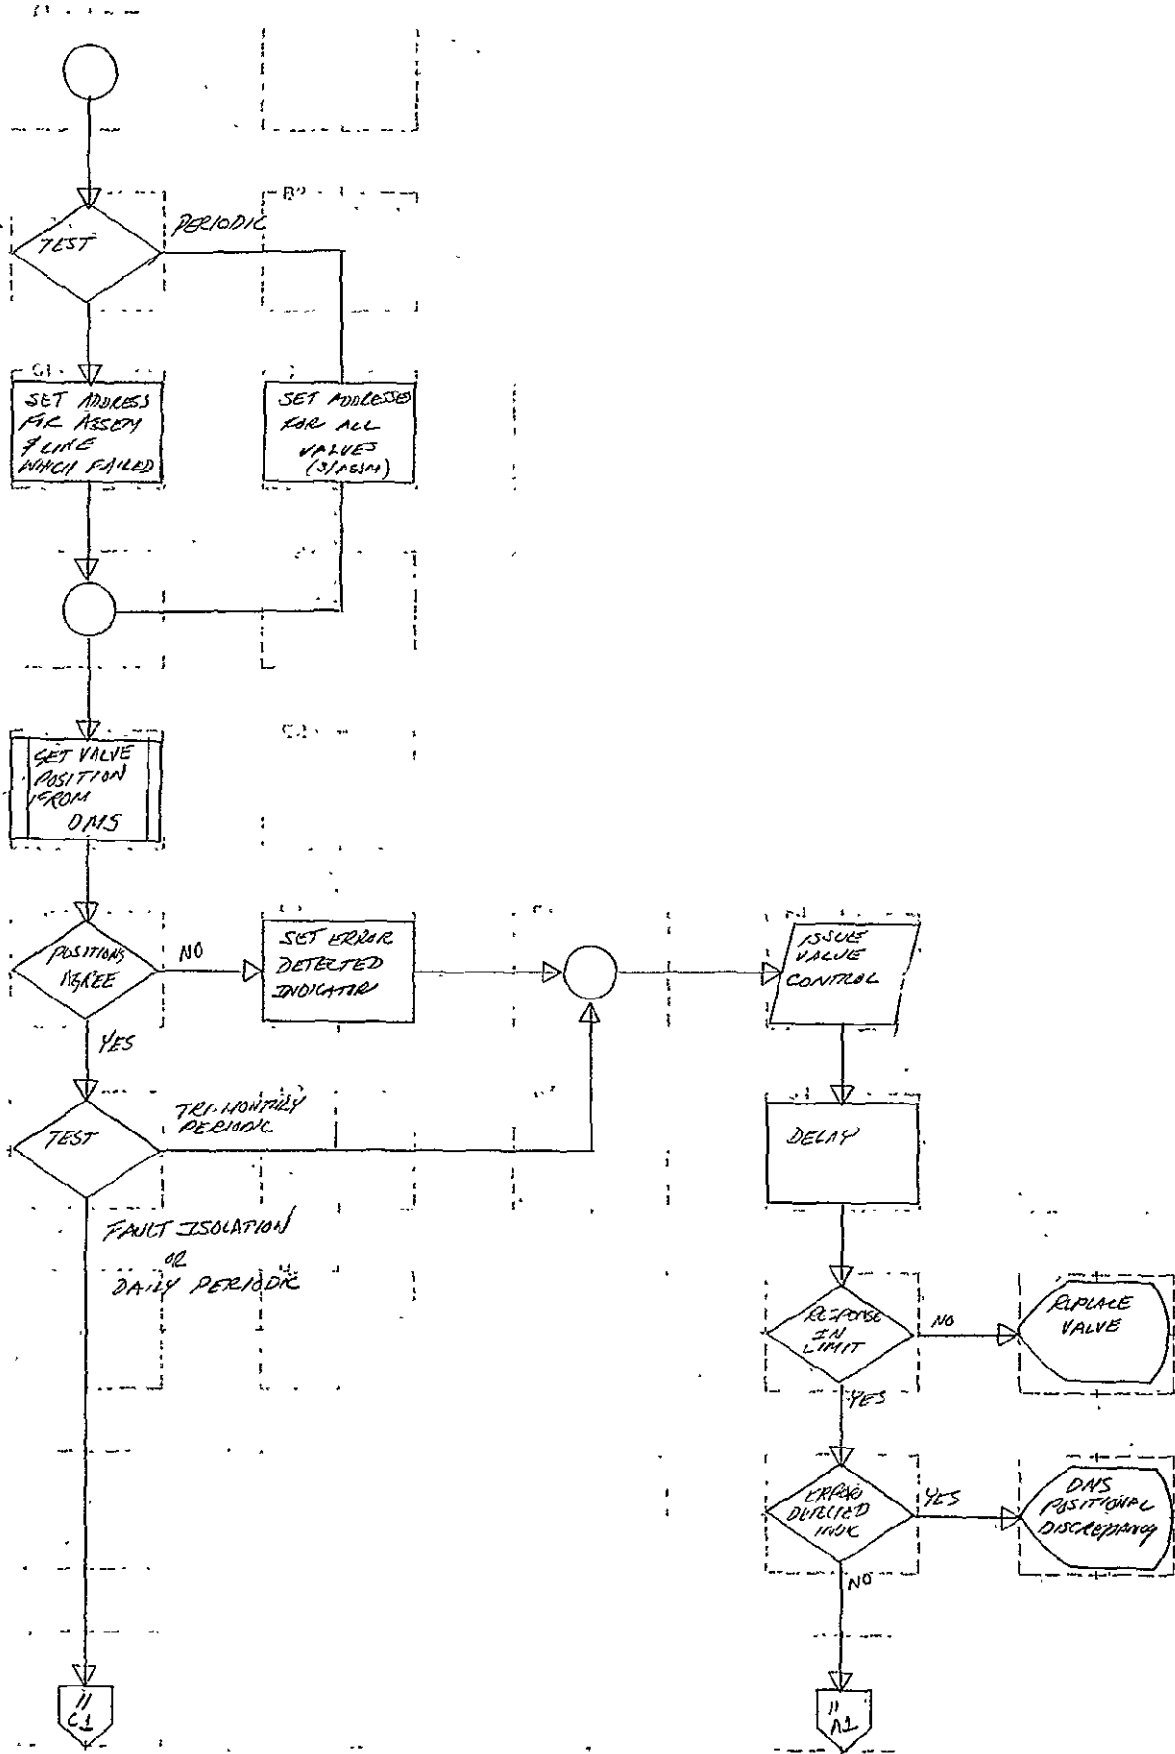 TEST
PERIODIC
SET ADDRESS
FOR ASSEM
& LINE
WHICH FAILED
SET ADDRESSES
FOR ALL
VALVES
SET VALVE
POSITION
FROM
DMS
POSITIONS
AGREE
NO
YES
SET ERROR
DETECTED
INDICATOR
ISSUE
VALVE
CONTROL
TEST
TRI-MONTHLY
PERIODIC
FAULT ISOLATION
OR
DAILY PERIODIC
DELAY
RESPONSE
IN
LIMIT
NO
YES
REPLACE
VALVE
ERROR
DETECTED
YES
NO
DMS
POSITIONAL
DISCREPANCY
11
C1
11
A1